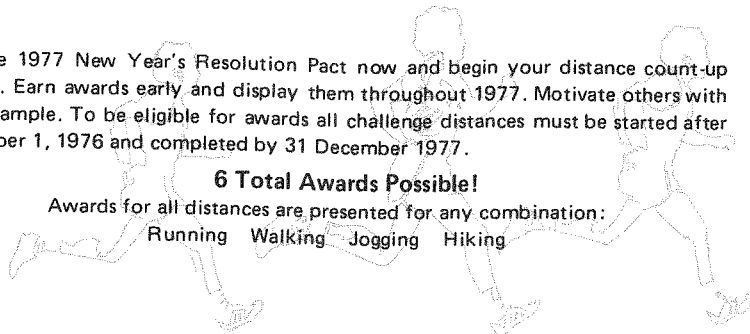 e 1977 New Year's Resolution Pact now and begin your distance count-up
. Earn awards early and display them throughout 1977. Motivate others with
ample. To be eligible for awards all challenge distances must be started after
ber 1, 1976 and completed by 31 December 1977.
6 Total Awards Possible!
Awards for all distances are presented for any combination:
Running Walking Jogging Hiking